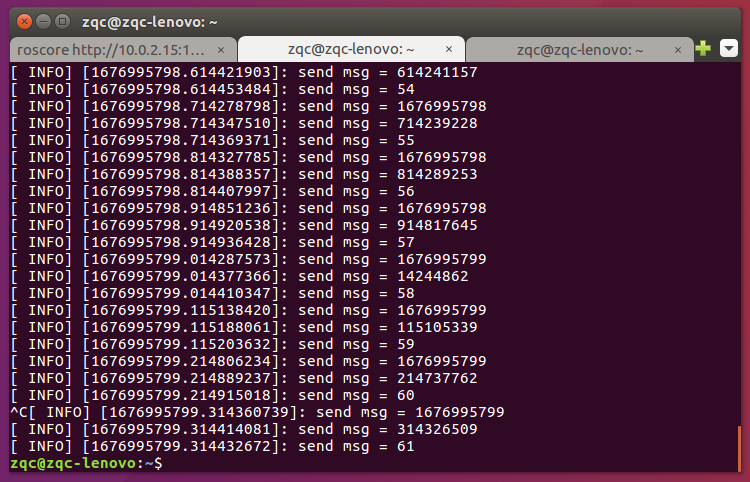 zqc@zqc-lenovo: ~
roscore http://10.0.2.15:1... × zqc@zqc-lenovo: ~ × zqc@zqc-lenovo: ~ ×
[ INFO] [1676995798.614421903]: send msg = 614241157
[ INFO] [1676995798.614453484]: send msg = 54
[ INFO] [1676995798.714278798]: send msg = 1676995798
[ INFO] [1676995798.714347510]: send msg = 714239228
[ INFO] [1676995798.714369371]: send msg = 55
[ INFO] [1676995798.814327785]: send msg = 1676995798
[ INFO] [1676995798.814388357]: send msg = 814289253
[ INFO] [1676995798.814407997]: send msg = 56
[ INFO] [1676995798.914851236]: send msg = 1676995798
[ INFO] [1676995798.914920538]: send msg = 914817645
[ INFO] [1676995798.914936428]: send msg = 57
[ INFO] [1676995799.014287573]: send msg = 1676995799
[ INFO] [1676995799.014377366]: send msg = 14244862
[ INFO] [1676995799.014410347]: send msg = 58
[ INFO] [1676995799.115138420]: send msg = 1676995799
[ INFO] [1676995799.115188061]: send msg = 115105339
[ INFO] [1676995799.115203632]: send msg = 59
[ INFO] [1676995799.214806234]: send msg = 1676995799
[ INFO] [1676995799.214889237]: send msg = 214737762
[ INFO] [1676995799.214915018]: send msg = 60
^C[ INFO] [1676995799.314360739]: send msg = 1676995799
[ INFO] [1676995799.314414081]: send msg = 314326509
[ INFO] [1676995799.314432672]: send msg = 61
zqc@zqc-lenovo:~$